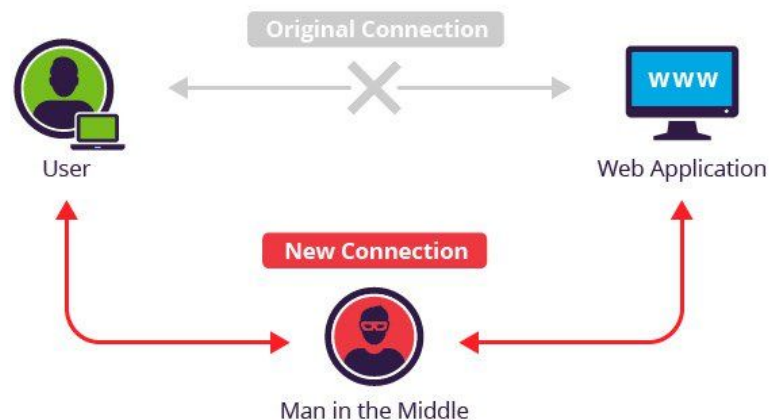 Original Connection
www
User
Web Application
New Connection
Man in the Middle